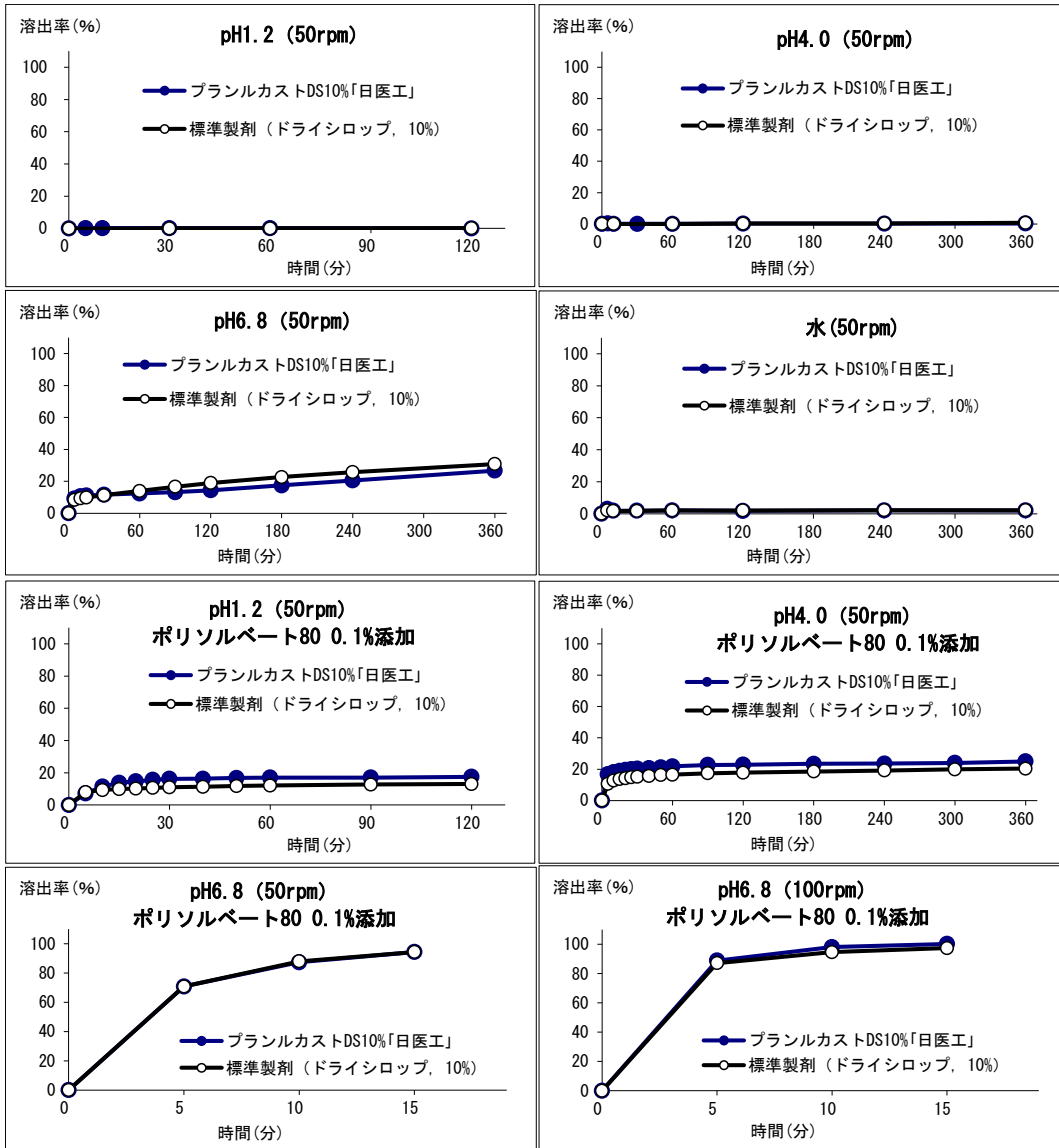 溶出率(%)
pH1.2 (50rpm)
100
80
60
40
20
0
プランルカストDS10%「日医工」
標準製剤 (ドライシロップ, 10%)
0 30 60 90 120
時間(分)
溶出率(%)
pH4.0 (50rpm)
100
80
60
40
20
0
プランルカストDS10%「日医工」
標準製剤 (ドライシロップ, 10%)
0 60 120 180 240 300 360
時間(分)
溶出率(%)
pH6.8 (50rpm)
100
80
60
40
20
0
プランルカストDS10%「日医工」
標準製剤 (ドライシロップ, 10%)
0 60 120 180 240 300 360
時間(分)
溶出率(%)
水(50rpm)
100
80
60
40
20
0
プランルカストDS10%「日医工」
標準製剤 (ドライシロップ, 10%)
0 60 120 180 240 300 360
時間(分)
溶出率(%)
pH1.2 (50rpm)
ポリソルベート80 0.1%添加
100
80
60
40
20
0
プランルカストDS10%「日医工」
標準製剤 (ドライシロップ, 10%)
0 30 60 90 120
時間(分)
溶出率(%)
pH4.0 (50rpm)
ポリソルベート80 0.1%添加
100
80
60
40
20
0
プランルカストDS10%「日医工」
標準製剤 (ドライシロップ, 10%)
0 60 120 180 240 300 360
時間(分)
溶出率(%)
pH6.8 (50rpm)
ポリソルベート80 0.1%添加
100
80
60
40
20
0
プランルカストDS10%「日医工」
標準製剤 (ドライシロップ, 10%)
0 5 10 15
時間(分)
溶出率(%)
pH6.8 (100rpm)
ポリソルベート80 0.1%添加
100
80
60
40
20
0
プランルカストDS10%「日医工」
標準製剤 (ドライシロップ, 10%)
0 5 10 15
時間(分)